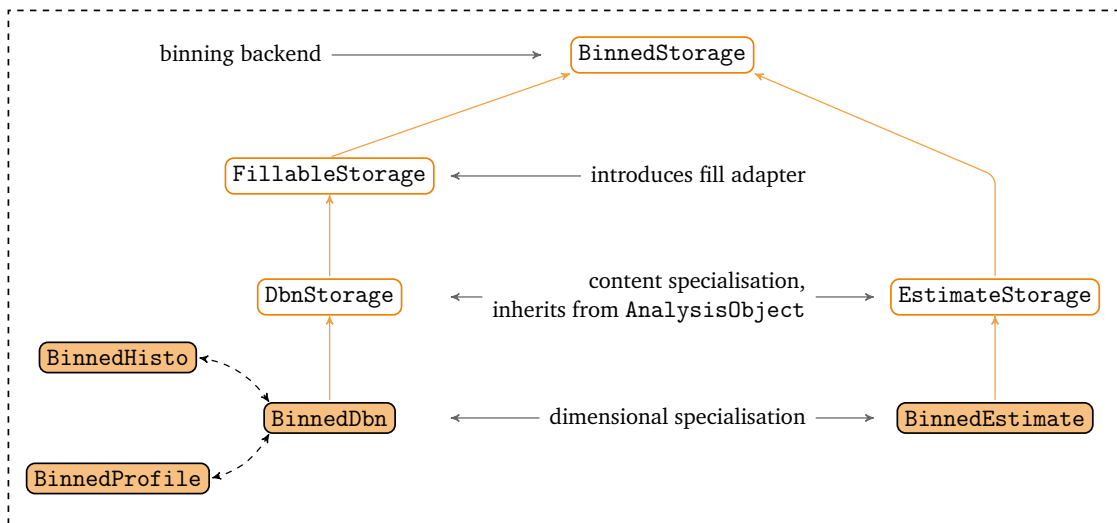 binning backend
BinnedStorage
FillableStorage
introduces fill adapter
DbnStorage
content specialisation,
inherits from AnalysisObject
EstimateStorage
BinnedHisto
BinnedDbn
dimensional specialisation
BinnedEstimate
BinnedProfile